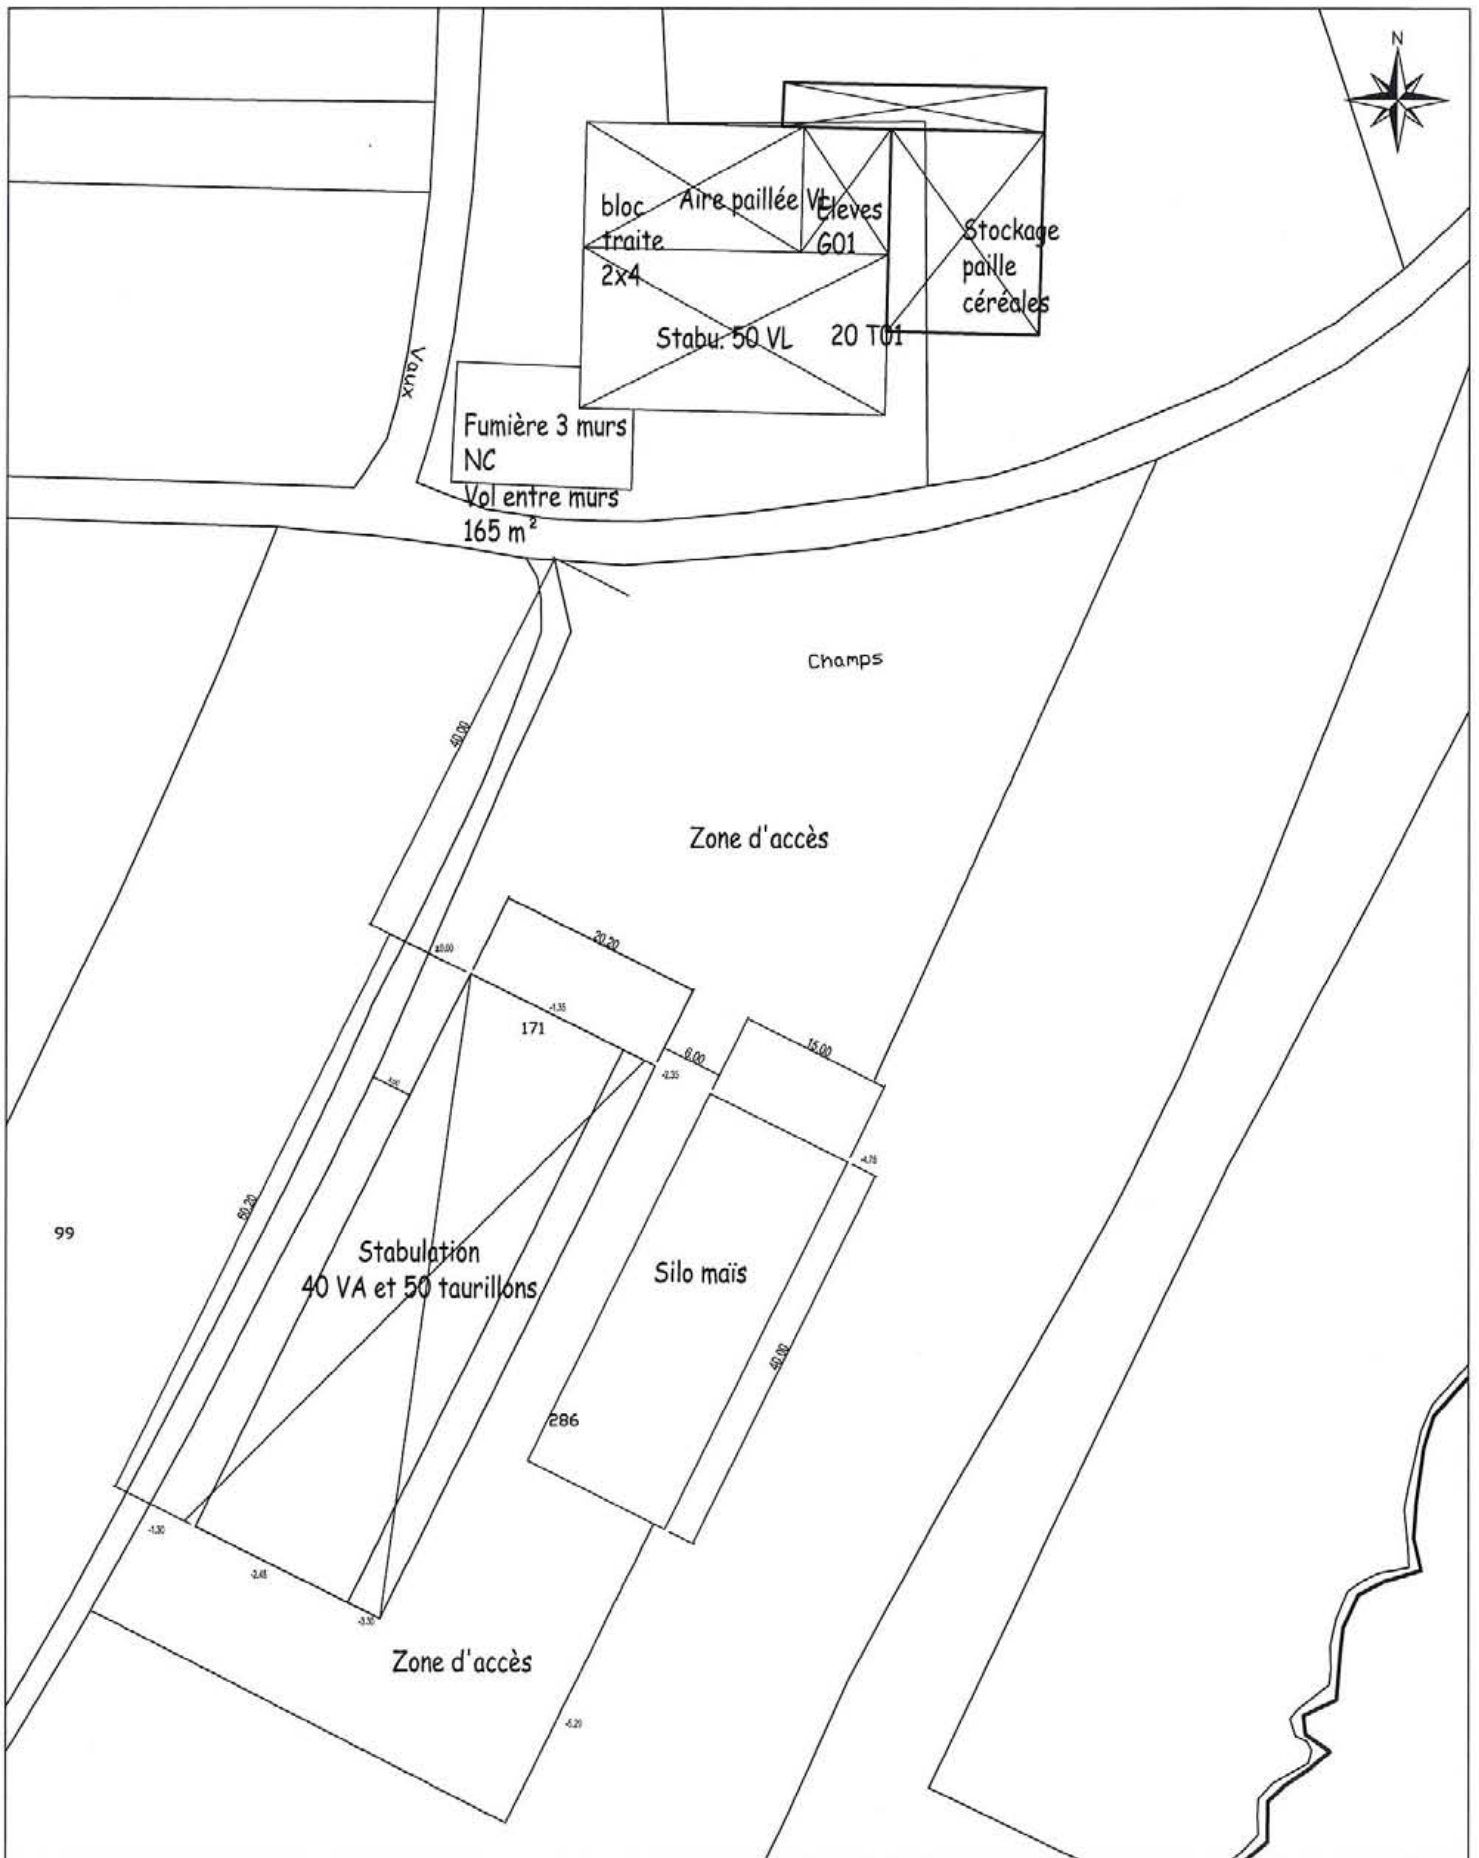 N
bloc
traite
2x4
Aire paillée VL
Eleves
G01
Stockage
paille
céréales
Stabu. 50 VL
20 T01
Vaux
Fumière 3 murs
NC
Vol entre murs
165 m²
Champs
40.00
Zone d'accès
20.20
±0.00
-1.35
171
6.00
-2.35
15.00
-4.75
60.20
99
Stabulation
40 VA et 50 taurillons
Silo maïs
40.00
286
-1.30
-2.45
-3.30
Zone d'accès
-5.20